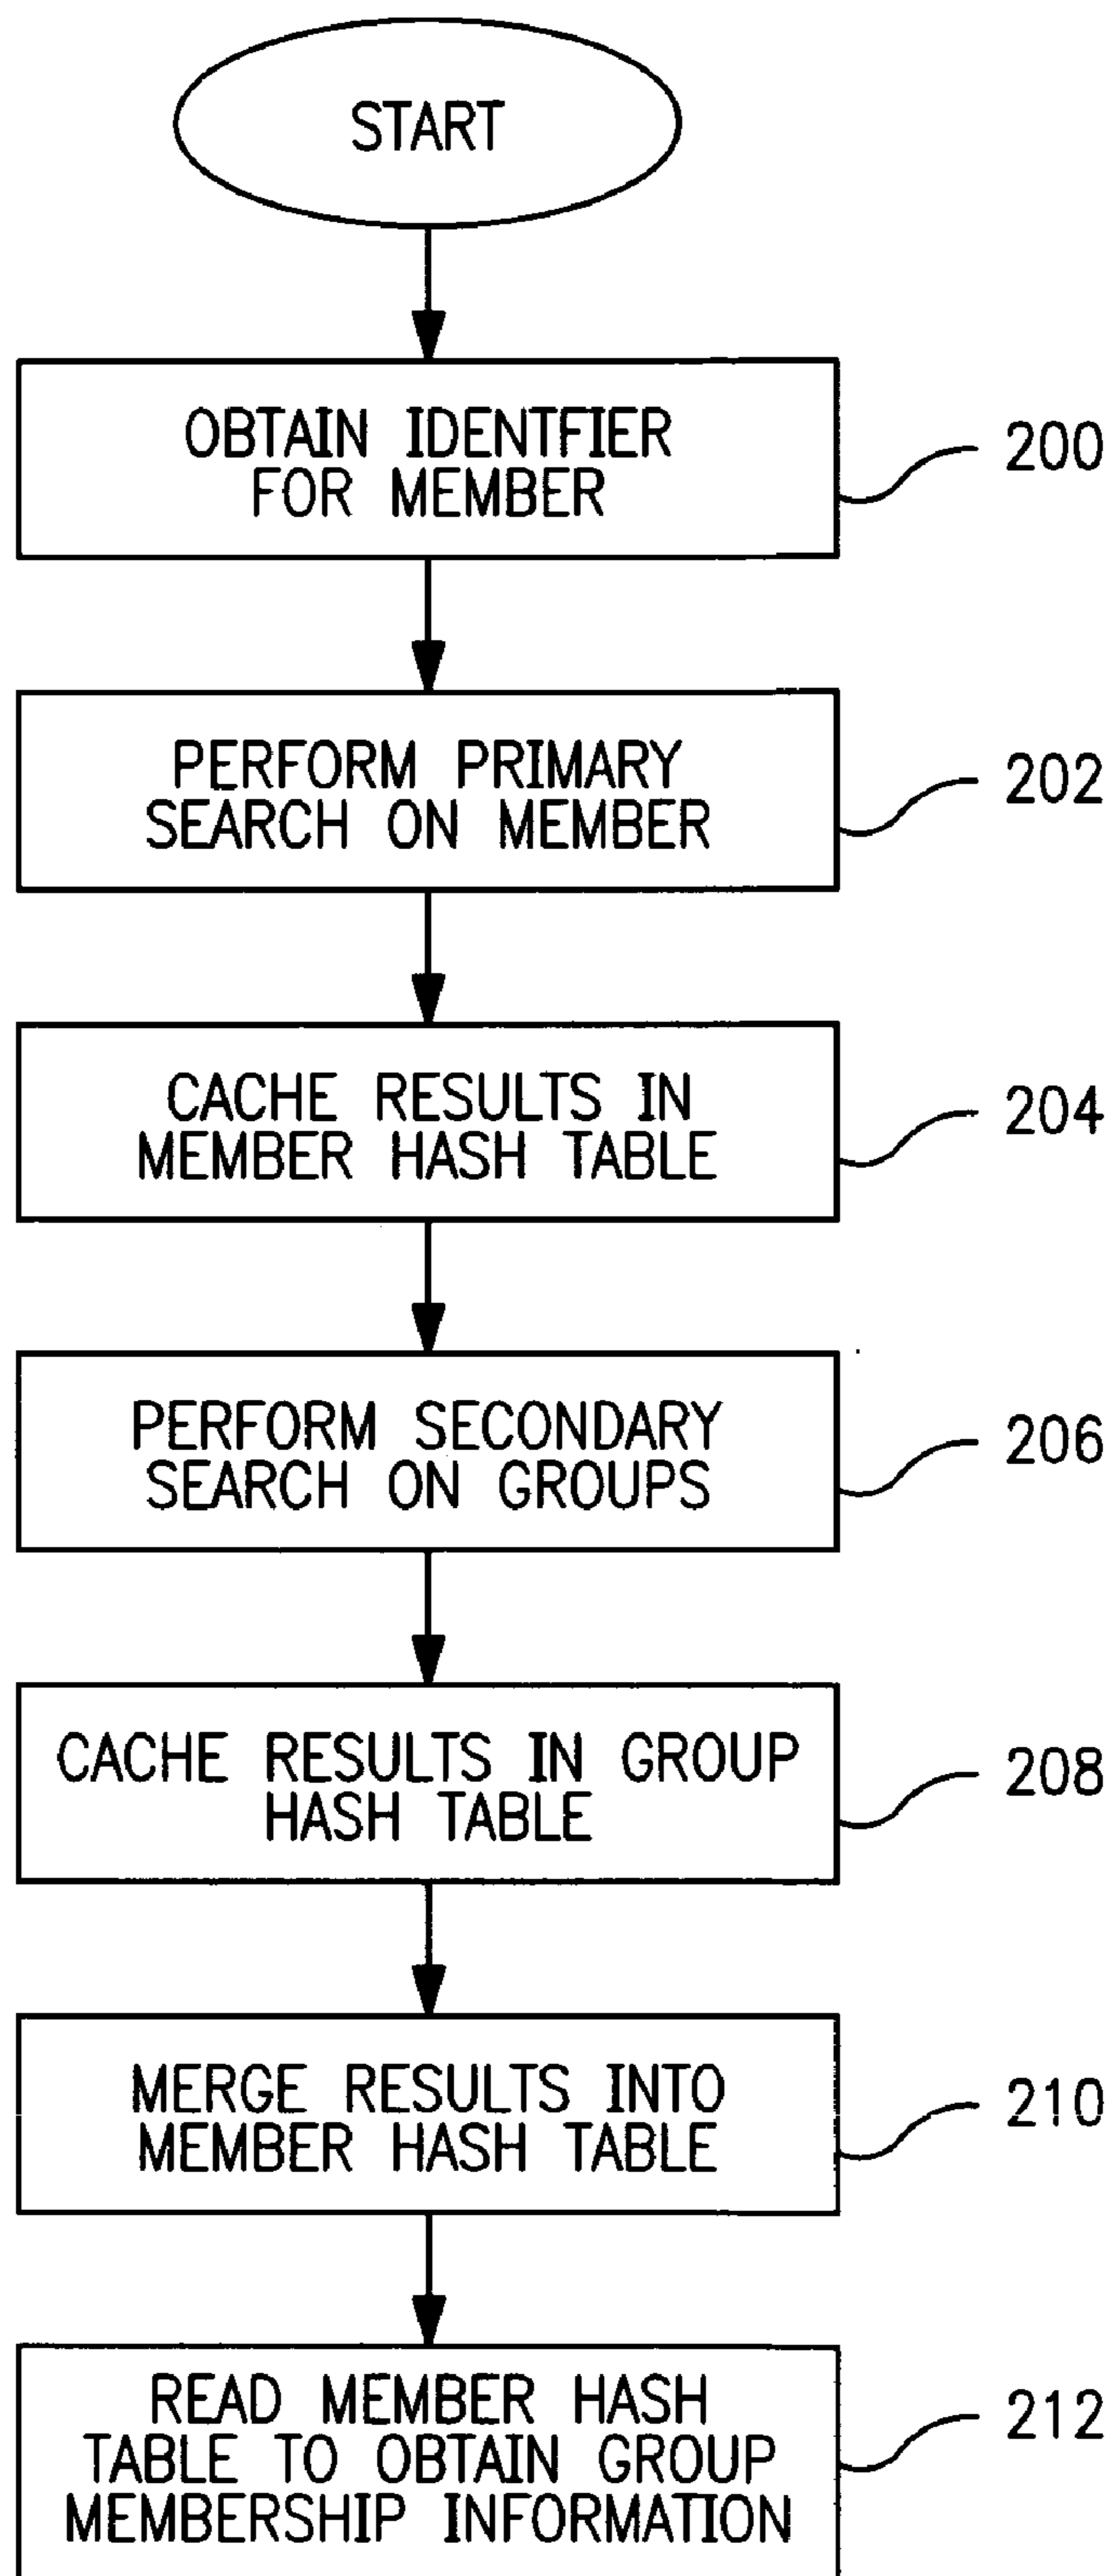 START
OBTAIN IDENTFIER
FOR MEMBER
200
PERFORM PRIMARY
SEARCH ON MEMBER
202
CACHE RESULTS IN
MEMBER HASH TABLE
204
PERFORM SECONDARY
SEARCH ON GROUPS
206
CACHE RESULTS IN GROUP
HASH TABLE
208
MERGE RESULTS INTO
MEMBER HASH TABLE
210
READ MEMBER HASH
TABLE TO OBTAIN GROUP
MEMBERSHIP INFORMATION
212